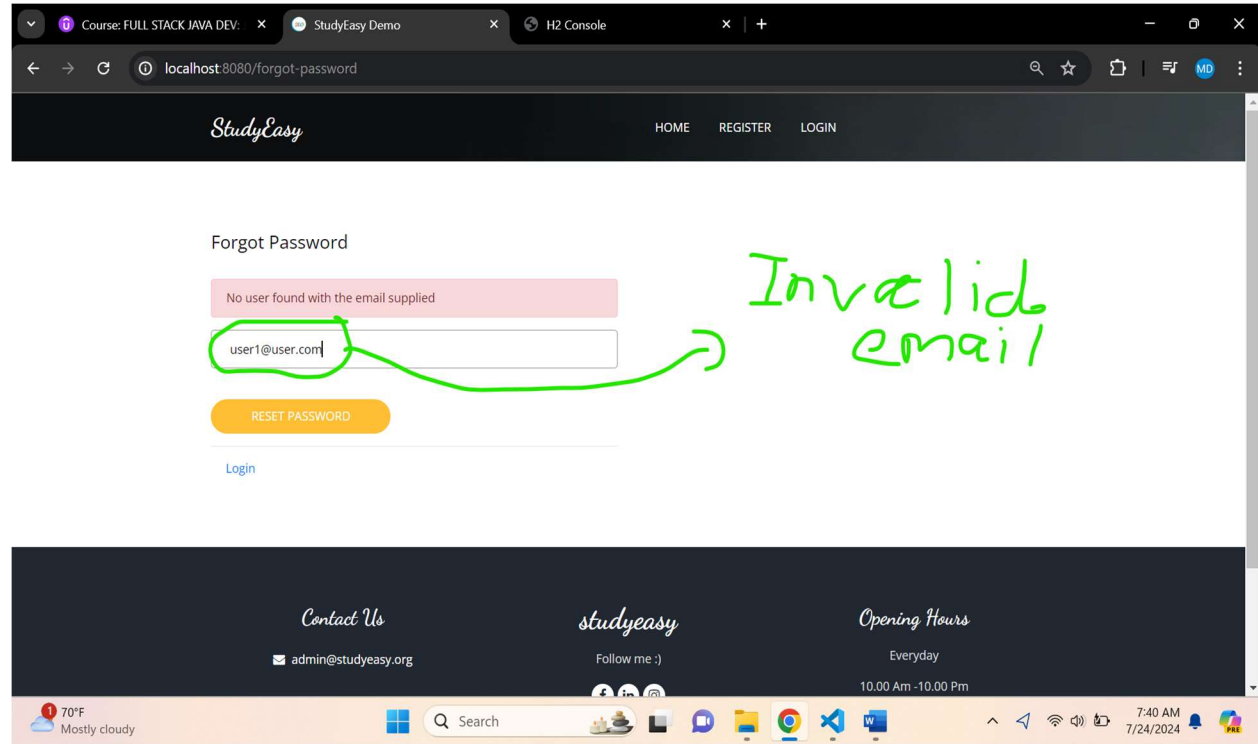 Course: FULL STACK JAVA DEV:
StudyEasy Demo
H2 Console
localhost:8080/forgot-password
MD
StudyEasy
HOME REGISTER LOGIN
Forgot Password
No user found with the email supplied
user1@user.com
Invalid
email
RESET PASSWORD
Login
Contact Us
studyeasy
Opening Hours
admin@studyeasy.org
Follow me :)
Everyday
10.00 Am -10.00 Pm
1
70°F
Mostly cloudy
Search
7:40 AM
7/24/2024
PRE